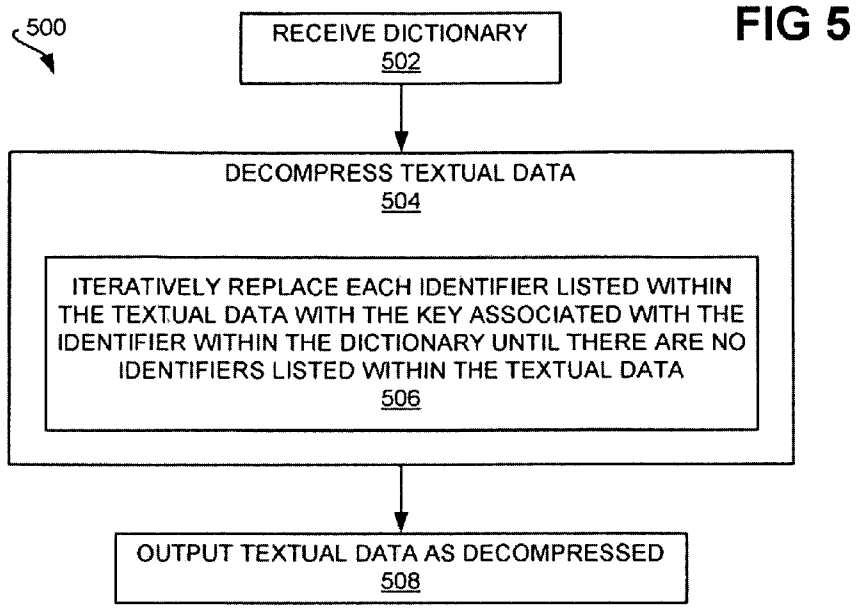 500
FIG 5
RECEIVE DICTIONARY
502
DECOMPRESS TEXTUAL DATA
504
ITERATIVELY REPLACE EACH IDENTIFIER LISTED WITHIN
THE TEXTUAL DATA WITH THE KEY ASSOCIATED WITH THE
IDENTIFIER WITHIN THE DICTIONARY UNTIL THERE ARE NO
IDENTIFIERS LISTED WITHIN THE TEXTUAL DATA
506
OUTPUT TEXTUAL DATA AS DECOMPRESSED
508